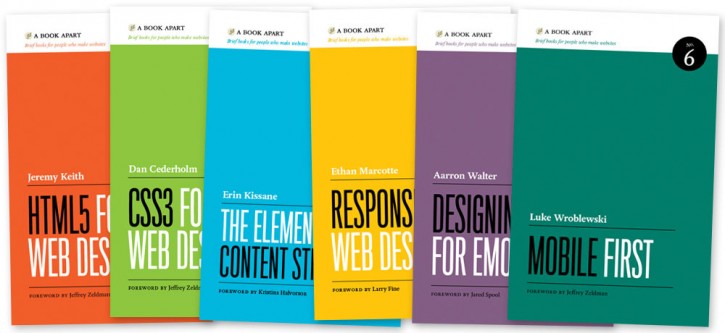 A BOOK APART
Brief books for people who make websites
Jeremy Keith
HTML5 FO
WEB DES
FOREWORD BY Jeffrey Zeldman
A BOOK APART
Brief books for people who make websites
Dan Cederholm
CSS3 FO
WEB DES
FOREWORD BY Jeffrey Zeldm
A BOOK APART
Brief books for people who make websites
Erin Kissane
THE ELEMEN
CONTENT ST
FOREWORD BY Kristina Halvorson
A BOOK APART
Brief books for people who make websites
Ethan Marcotte
RESPONS
WEB DES
FOREWORD BY Larry Fine
A BOOK APART
Brief books for people who make websites
Aarron Walter
DESIGNIN
FOR EMO
FOREWORD BY Jared Spool
A BOOK APART
Brief books for people who make websites
No.
6
Luke Wroblewski
MOBILE FIRST
FOREWORD BY Jeffrey Zeldman